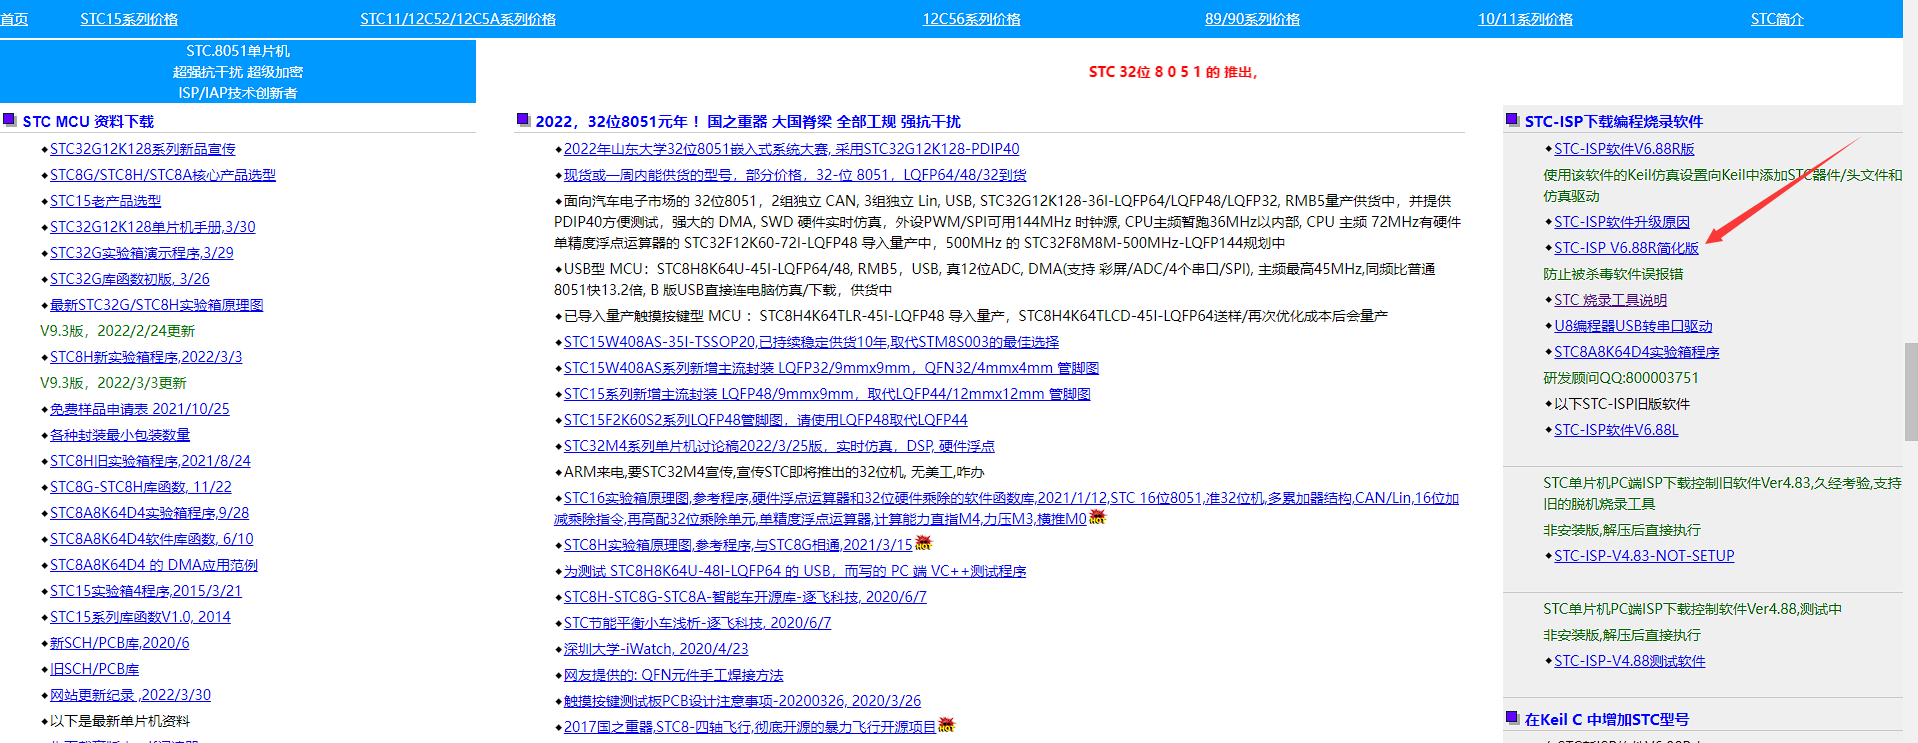 首页 STC15系列价格 STC11/12C52/12C5A系列价格 12C56系列价格 89/90系列价格 10/11系列价格 STC简介
STC.8051单片机
超强抗干扰 超级加密
ISP/IAP技术创新者
STC 32位 8 0 5 1 的 推出，
STC MCU 资料下载
STC32G12K128系列新品宣传
STC8G/STC8H/STC8A核心产品选型
STC15老产品选型
STC32G12K128单片机手册,3/30
STC32G实验箱演示程序,3/29
STC32G库函数初版, 3/26
最新STC32G/STC8H实验箱原理图
V9.3版，2022/2/24更新
STC8H新实验箱程序,2022/3/3
V9.3版，2022/3/3更新
免费样品申请表 2021/10/25
各种封装最小包装数量
STC8H旧实验箱程序,2021/8/24
STC8G-STC8H库函数, 11/22
STC8A8K64D4实验箱程序,9/28
STC8A8K64D4软件库函数, 6/10
STC8A8K64D4 的 DMA应用范例
STC15实验箱4程序,2015/3/21
STC15系列库函数V1.0, 2014
新SCH/PCB库,2020/6
旧SCH/PCB库
网站更新纪录 ,2022/3/30
以下是最新单片机资料
2022，32位8051元年！ 国之重器 大国脊梁 全部工规 强抗干扰
2022年山东大学32位8051嵌入式系统大赛, 采用STC32G12K128-PDIP40
现货或一周内能供货的型号，部分价格，32-位 8051，LQFP64/48/32到货
面向汽车电子市场的 32位8051，2组独立 CAN, 3组独立 Lin, USB, STC32G12K128-36I-LQFP64/LQFP48/LQFP32, RMB5量产供货中，并提供
PDIP40方便测试，强大的 DMA, SWD 硬件实时仿真，外设PWM/SPI可用144MHz 时钟源, CPU主频暂跑36MHz以内部, CPU 主频 72MHz有硬件
单精度浮点运算器的 STC32F12K60-72I-LQFP48 导入量产中，500MHz 的 STC32F8M8M-500MHz-LQFP144规划中
USB型 MCU：STC8H8K64U-45I-LQFP64/48, RMB5，USB, 真12位ADC, DMA(支持 彩屏/ADC/4个串口/SPI), 主频最高45MHz,同频比普通
8051快13.2倍, B 版USB直接连电脑仿真/下载，供货中
已导入量产触摸按键型 MCU ：STC8H4K64TLR-45I-LQFP48 导入量产，STC8H4K64TLCD-45I-LQFP64送样/再次优化成本后会量产
STC15W408AS-35I-TSSOP20,已持续稳定供货10年,取代STM8S003的最佳选择
STC15W408AS系列新增主流封装 LQFP32/9mmx9mm，QFN32/4mmx4mm 管脚图
STC15系列新增主流封装 LQFP48/9mmx9mm，取代LQFP44/12mmx12mm 管脚图
STC15F2K60S2系列LQFP48管脚图，请使用LQFP48取代LQFP44
STC32M4系列单片机讨论稿2022/3/25版，实时仿真，DSP, 硬件浮点
ARM来电,要STC32M4宣传,宣传STC即将推出的32位机, 无美工,咋办
STC16实验箱原理图,参考程序,硬件浮点运算器和32位硬件乘除的软件函数库,2021/1/12,STC 16位8051,准32位机,多累加器结构,CAN/Lin,16位加
减乘除指令,再高配32位乘除单元,单精度浮点运算器,计算能力直指M4,力压M3,横推M0 HOT
STC8H实验箱原理图,参考程序,与STC8G相通,2021/3/15 HOT
为测试 STC8H8K64U-48I-LQFP64 的 USB，而写的 PC 端 VC++测试程序
STC8H-STC8G-STC8A-智能车开源库-逐飞科技, 2020/6/7
STC节能平衡小车浅析-逐飞科技, 2020/6/7
深圳大学-iWatch, 2020/4/23
网友提供的: QFN元件手工焊接方法
触摸按键测试板PCB设计注意事项-20200326, 2020/3/26
2017国之重器,STC8-四轴飞行,彻底开源的暴力飞行开源项目 HOT
STC-ISP下载编程烧录软件
STC-ISP软件V6.88R版
使用该软件的Keil仿真设置向Keil中添加STC器件/头文件和
仿真驱动
STC-ISP软件升级原因
STC-ISP V6.88R简化版
防止被杀毒软件误报错
STC 烧录工具说明
U8编程器USB转串口驱动
STC8A8K64D4实验箱程序
研发顾问QQ:800003751
以下STC-ISP旧版软件
STC-ISP软件V6.88L
STC单片机PC端ISP下载控制旧软件Ver4.83,久经考验,支持
旧的脱机烧录工具
非安装版,解压后直接执行
STC-ISP-V4.83-NOT-SETUP
STC单片机PC端ISP下载控制软件Ver4.88,测试中
非安装版,解压后直接执行
STC-ISP-V4.88测试软件
在Keil C 中增加STC型号